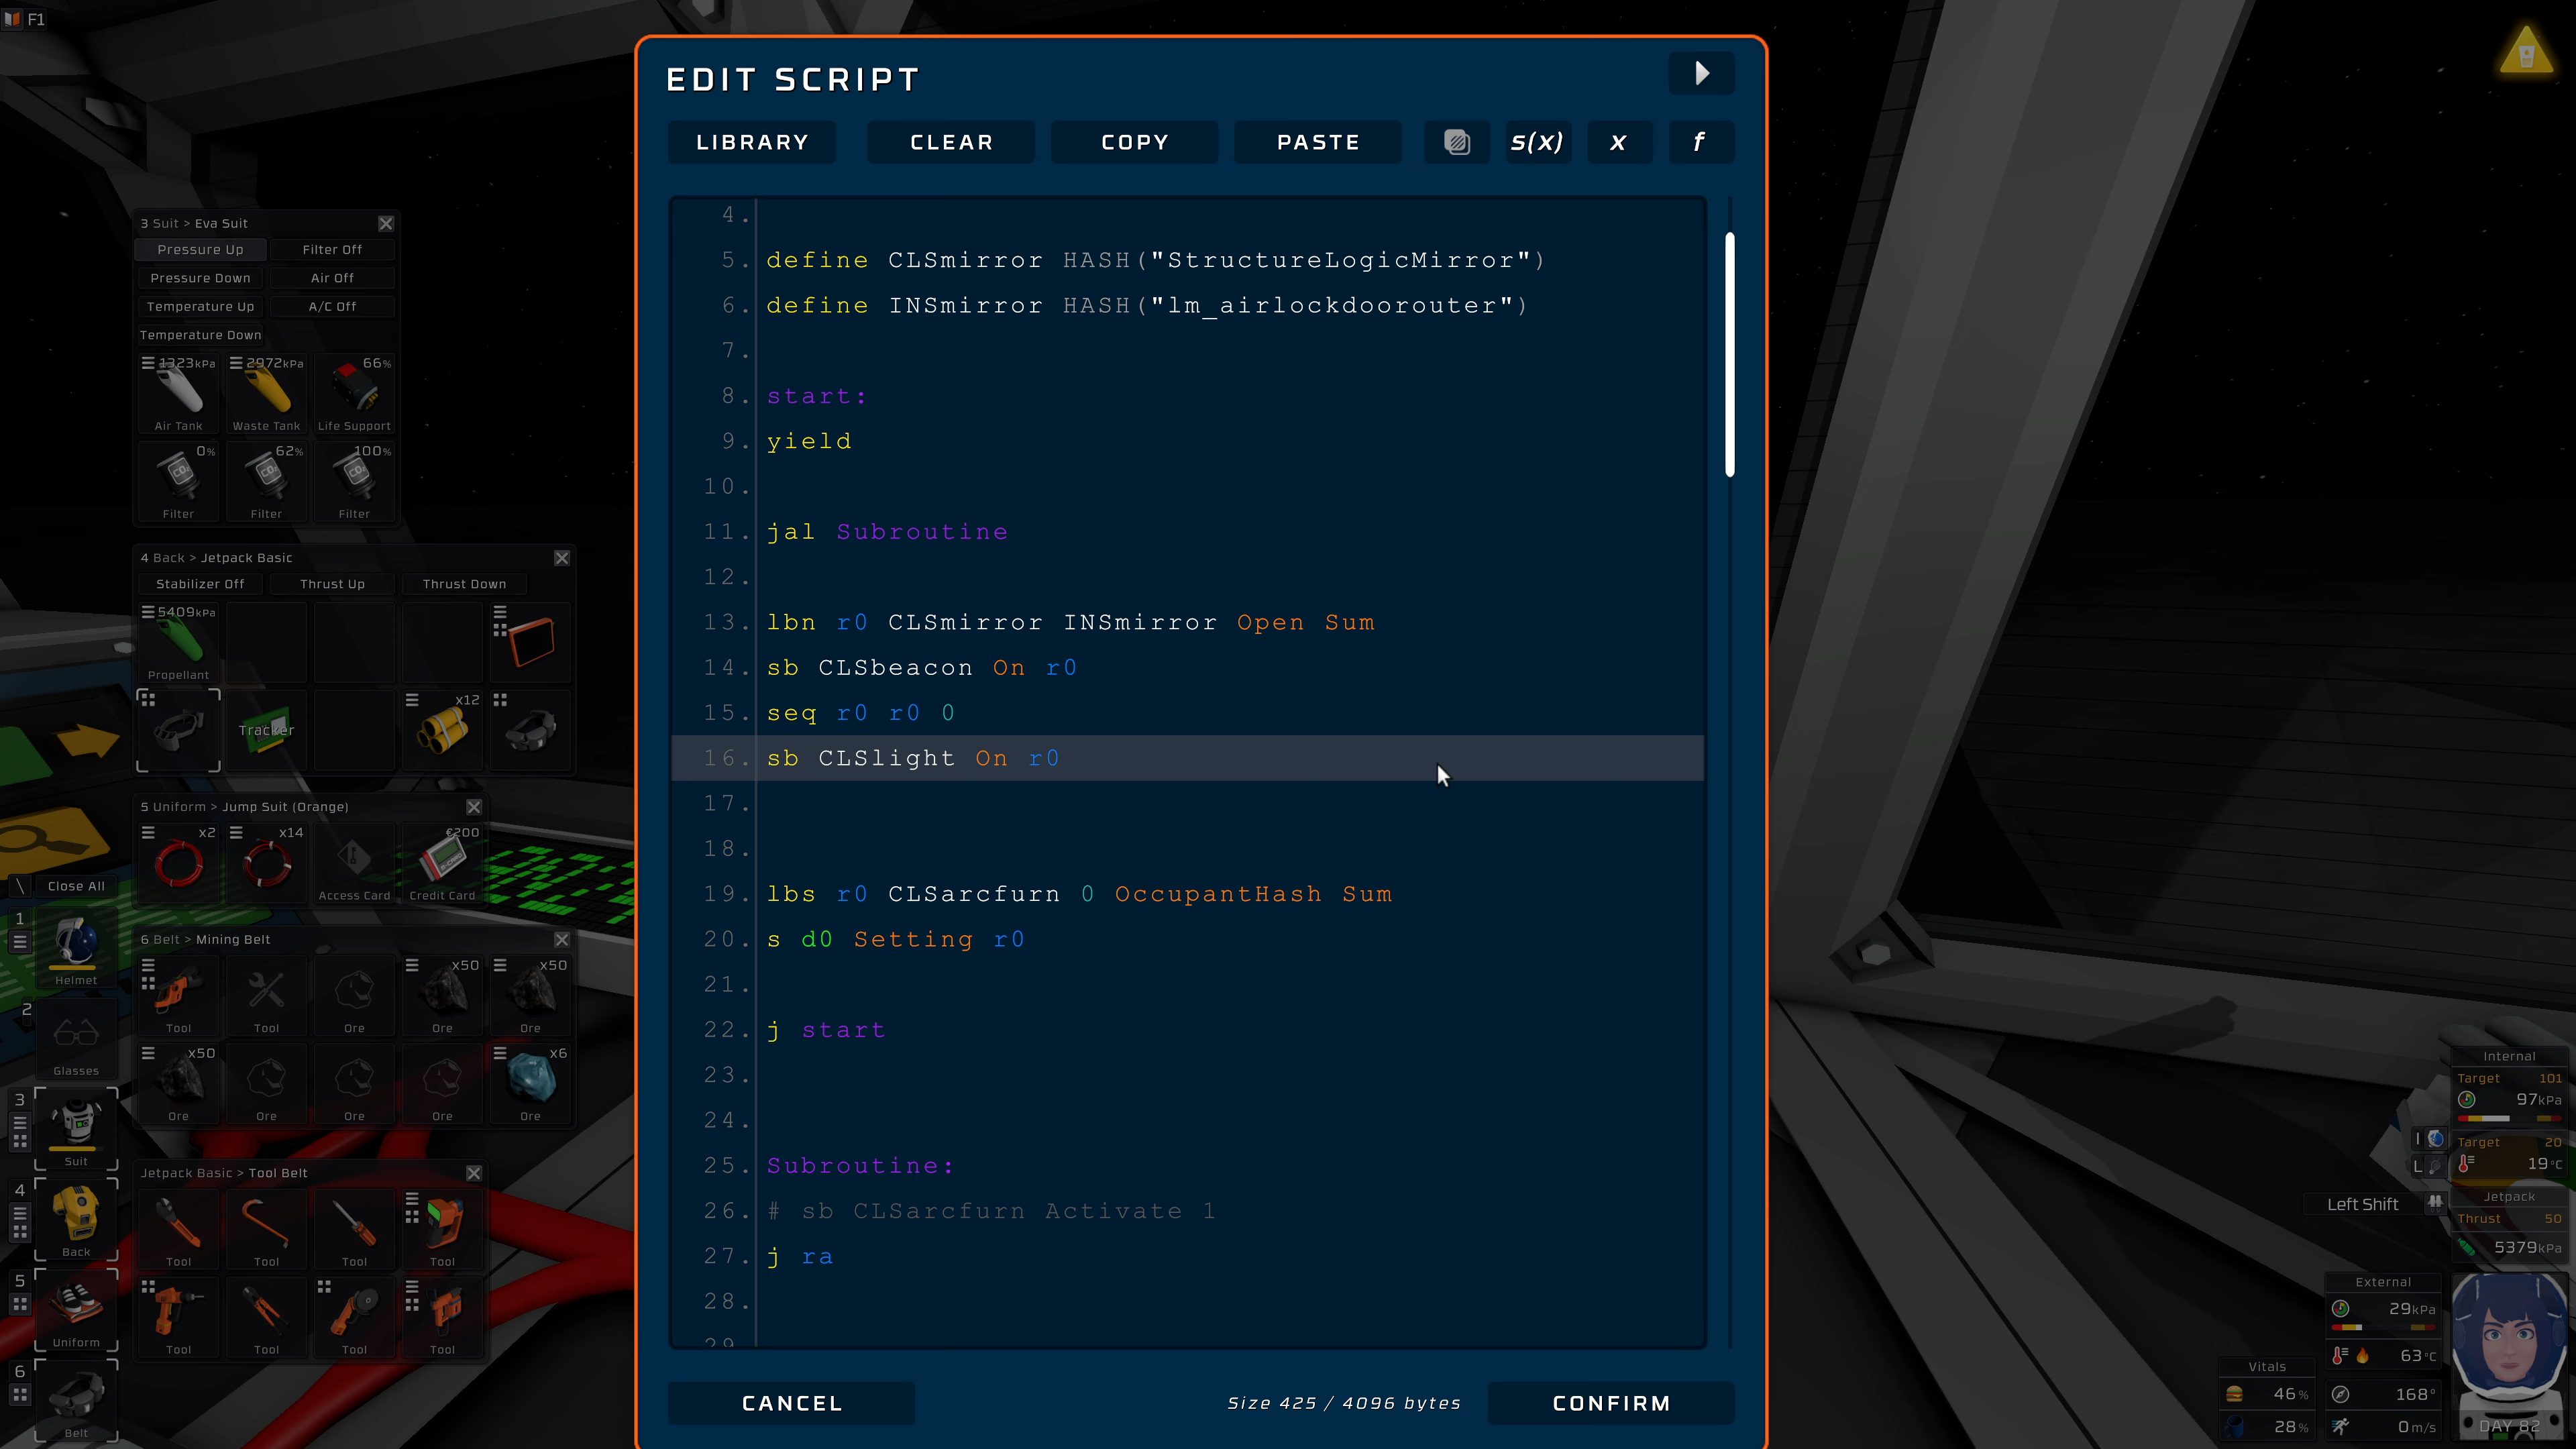 F1
EDIT SCRIPT
LIBRARY
CLEAR
COPY
PASTE
s(x)
x
f
4.
5. define CLSmirror HASH("StructureLogicMirror")
6. define INSmirror HASH("lm_airlockdoorouter")
7.
8. start:
9. yield
10.
11. jal Subroutine
12.
13. lbn r0 CLSmirror INSmirror Open Sum
14. sb CLSbeacon On r0
15. seq r0 r0 0
16. sb CLSlight On r0
17.
18.
19. lbs r0 CLSarcfurn 0 OccupantHash Sum
20. s d0 Setting r0
21.
22. j start
23.
24.
25. Subroutine:
26. # sb CLSarcfurn Activate 1
27. j ra
28.
29.
CANCEL
Size 425 / 4096 bytes
CONFIRM
3 Suit > Eva Suit
Pressure Up
Filter Off
Pressure Down
Air Off
Temperature Up
A/C Off
Temperature Down
1323kPa
2972kPa
66%
Air Tank
Waste Tank
Life Support
0%
62%
100%
Filter
Filter
Filter
4 Back > Jetpack Basic
Stabilizer Off
Thrust Up
Thrust Down
5409kPa
Propellant
Tracker
x12
5 Uniform > Jump Suit (Orange)
x2
x14
€200
Access Card
Credit Card
\ Close All
6 Belt > Mining Belt
x50
x50
Tool
Tool
Ore
Ore
Ore
x50
x6
Ore
Ore
Ore
Ore
Ore
Jetpack Basic > Tool Belt
Tool
Tool
Tool
Tool
Tool
Tool
Tool
Tool
1
Helmet
2
Glasses
3
Suit
4
Back
5
Uniform
6
Belt
Internal
Target 101
97kPa
Target 20
19°C
I
L
Left Shift
Jetpack
Thrust 50
5379kPa
External
29kPa
63°C
168°
0m/s
Vitals
46%
28%
DAY 82